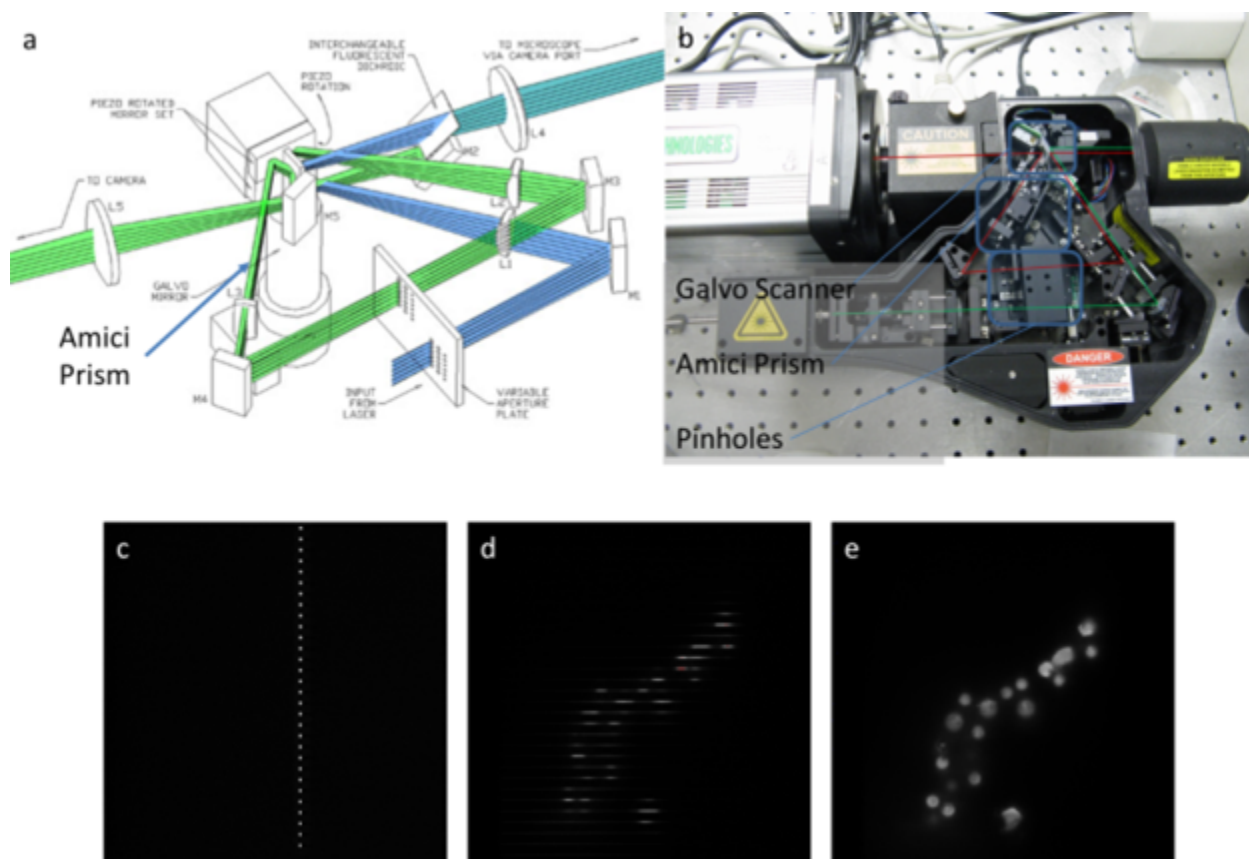 a
INTERCHANGEABLE
FLUORESCENT
DICHROIC
TO MICROSCOPE
VIA CAMERA PORT
PIEZO
ROTATION
PIEZO ROTATED
MIRROR SET
L4
M2
TO CAMERA
L5
L2
M3
M5
L1
M1
GALVO
MIRROR
L3
Amici
Prism
M4
INPUT
FROM
LASER
VARIABLE
APERTURE
PLATE
b
CAUTION
HNOLOGIES
Galvo Scanner
Amici Prism
DANGER
Pinholes
c
d
e